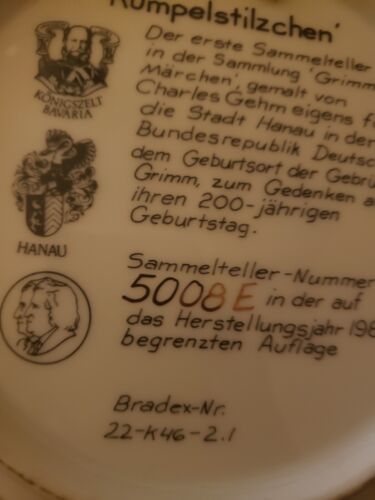 'Rumpelstilzchen'
Der erste Sammelteller
in der Sammlung 'Grimm
Märchen', gemalt von
Charles Gehm eigens f
die Stadt Hanau in der
Bundesrepublik Deutsc
dem Geburtsort der Gebrü
Grimm, zum Gedenken a
ihren 200-jährigen
Geburtstag.
KÖNIGSZELT
BAVARIA
HANAU
Sammelteller-Nummer
5008E in der auf
das Herstellungsjahr 198
begrenzten Auflage
Bradex-Nr.
22-K46-2.1